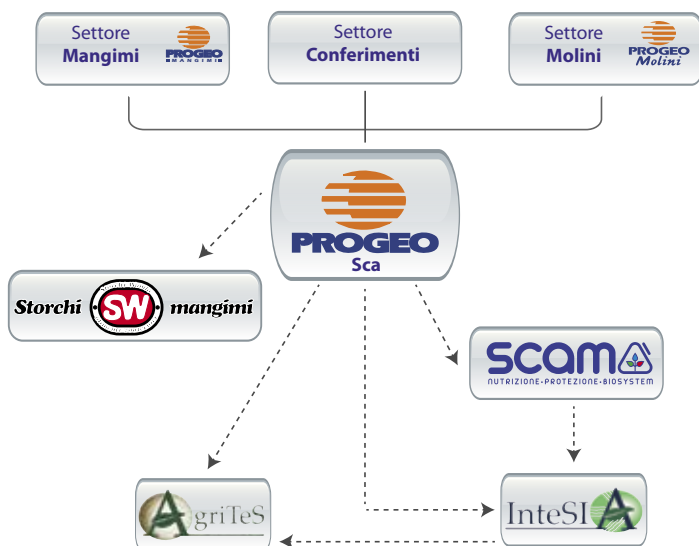 Settore
Mangimi
PROGEO
MANGIMI
Settore
Conferimenti
Settore
Molini
PROGEO
Molini
PROGEO
Sca
Storchi SW mangimi
scam
NUTRIZIONE•PROTEZIONE•BIOSYSTEM
AgriTeS
InteSIA